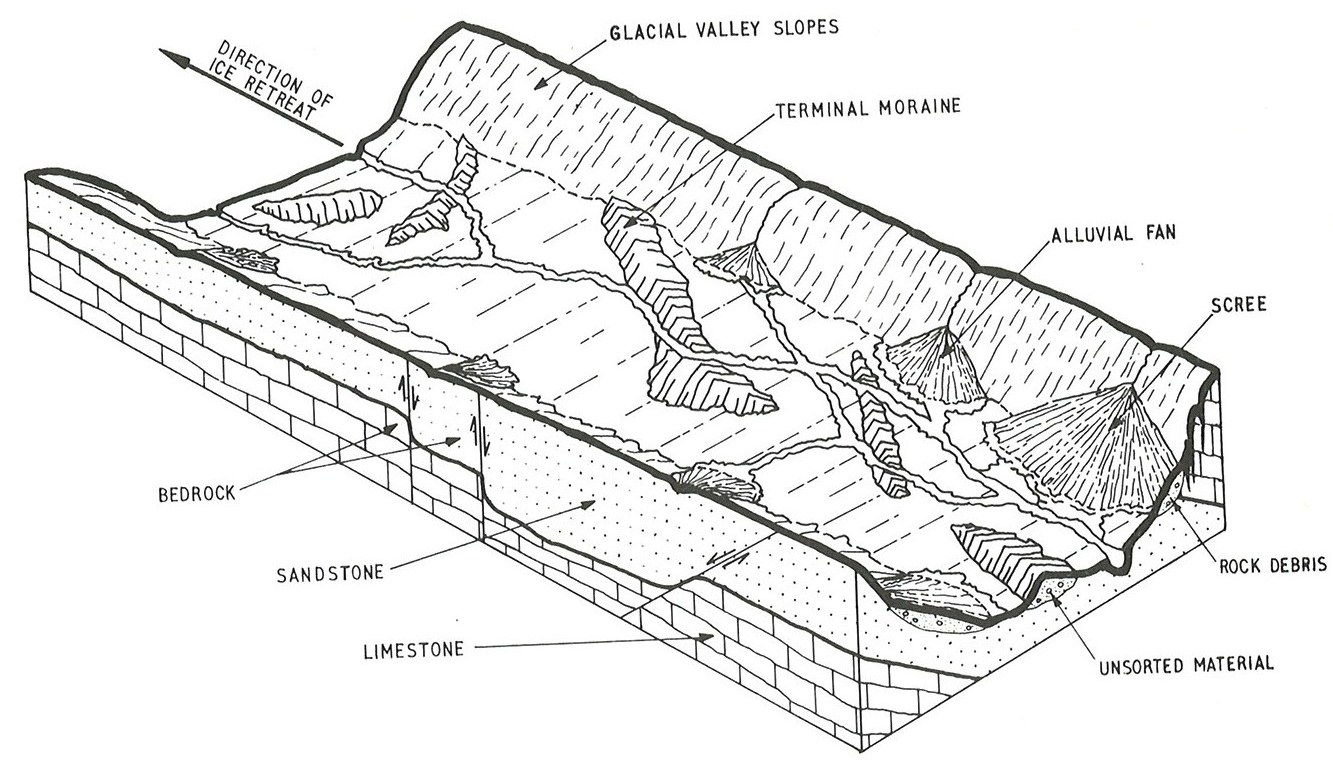 GLACIAL VALLEY SLOPES
DIRECTION OF
ICE RETREAT
TERMINAL MORAINE
ALLUVIAL FAN
SCREE
BEDROCK
SANDSTONE
ROCK DEBRIS
LIMESTONE
UNSORTED MATERIAL